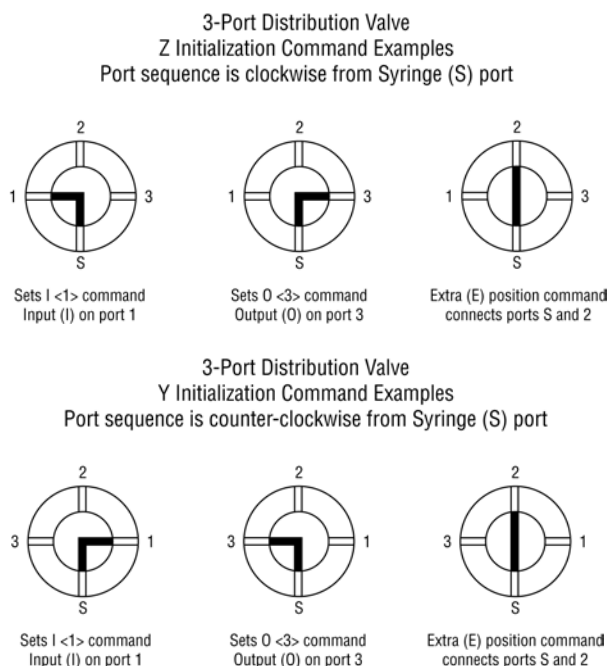 3-Port Distribution Valve
Z Initialization Command Examples
Port sequence is clockwise from Syringe (S) port
2
1
3
S
2
1
3
S
2
1
3
S
Sets I <1> command
Input (I) on port 1
Sets O <3> command
Output (O) on port 3
Extra (E) position command
connects ports S and 2
3-Port Distribution Valve
Y Initialization Command Examples
Port sequence is counter-clockwise from Syringe (S) port
2
3
1
S
2
3
1
S
2
3
1
S
Sets I <1> command
Input (I) on port 1
Sets O <3> command
Output (O) on port 3
Extra (E) position command
connects ports S and 2